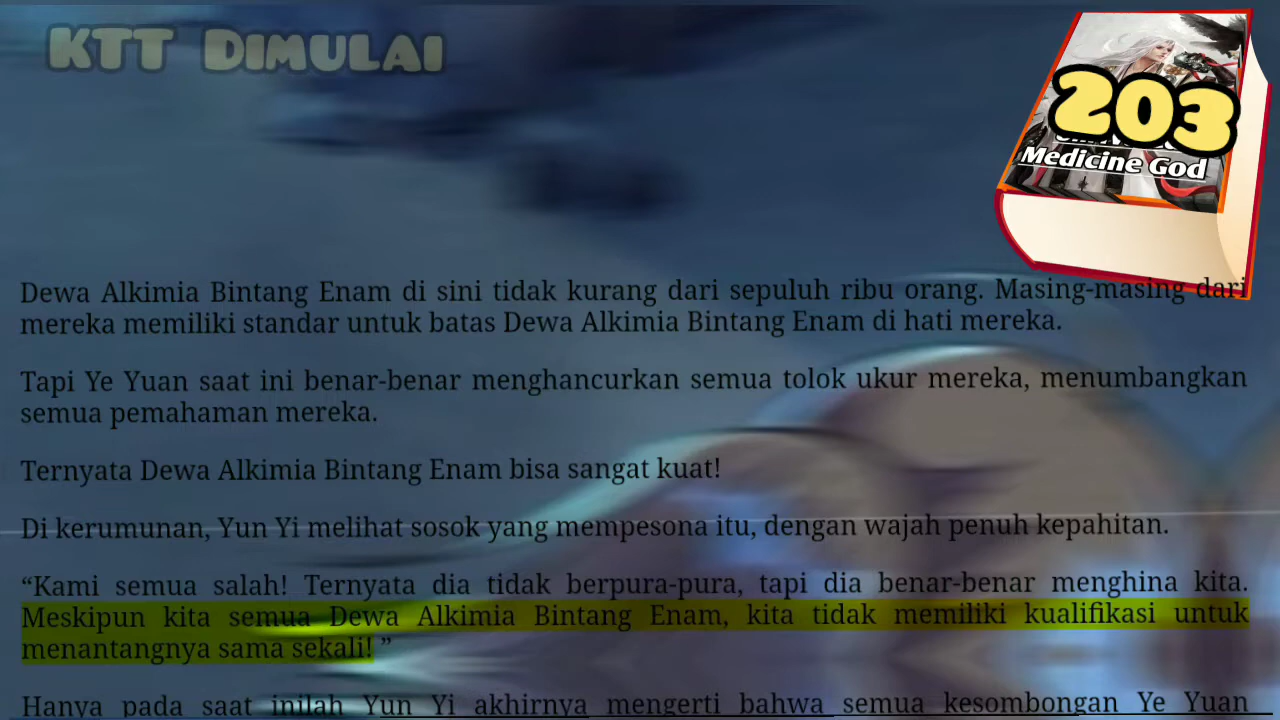 KTT Dimulai
203
Medicine God
Dewa Alkimia Bintang Enam di sini tidak kurang dari sepuluh ribu orang. Masing-masing dari
mereka memiliki standar untuk batas Dewa Alkimia Bintang Enam di hati mereka.
Tapi Ye Yuan saat ini benar-benar menghancurkan semua tolok ukur mereka, menumbangkan
semua pemahaman mereka.
Ternyata Dewa Alkimia Bintang Enam bisa sangat kuat!
Di kerumunan, Yun Yi melihat sosok yang mempesona itu, dengan wajah penuh kepahitan.
“Kami semua salah! Ternyata dia tidak berpura-pura, tapi dia benar-benar menghina kita.
Meskipun kita semua Dewa Alkimia Bintang Enam, kita tidak memiliki kualifikasi untuk
menantangnya sama sekali! ”
Hanya pada saat inilah Yun Yi akhirnya mengerti bahwa semua kesombongan Ye Yuan